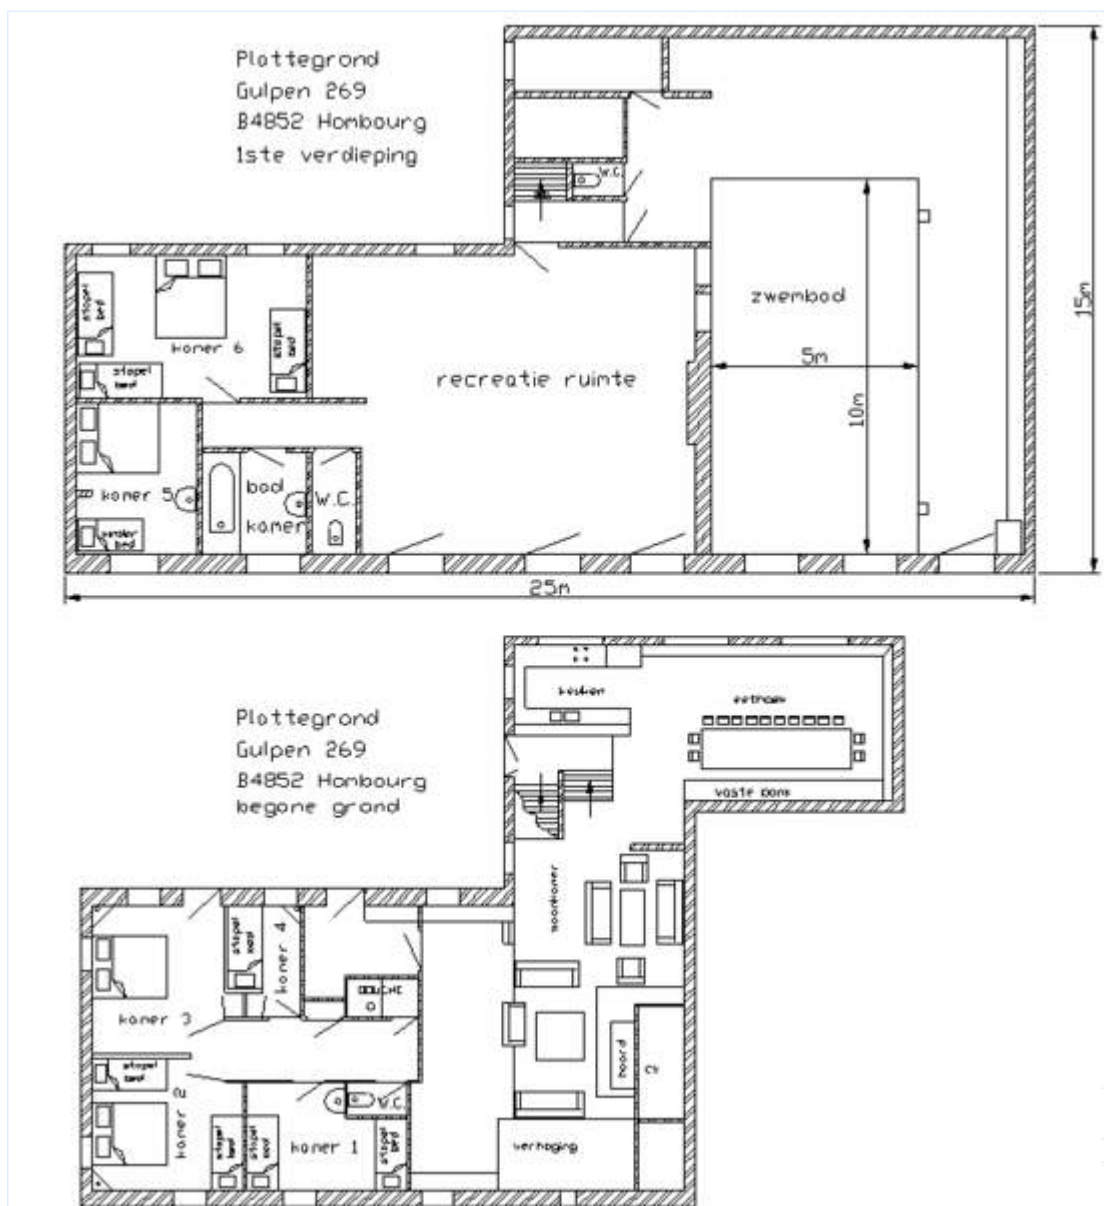 Plattegrond
Gulpen 269
B4852 Hombourg
1ste verdieping
W.C.
stapel
bed
kamer 6
stapel
bed
stapel
bed
zwembad
5m
10m
15m
recreatie ruimte
kamer 5
bad
kamer
W.C.
25m
Plattegrond
Gulpen 269
B4852 Hombourg
begane grond
keuken
eethoek
vaste bank
woonkamer
stapel
bed
kamer 4
kamer 3
DOUCHE
haard
CV
stapel
bed
kamer 2
stapel
bed
stapel
bed
kamer 1
W.C.
stapel
bed
verhoging